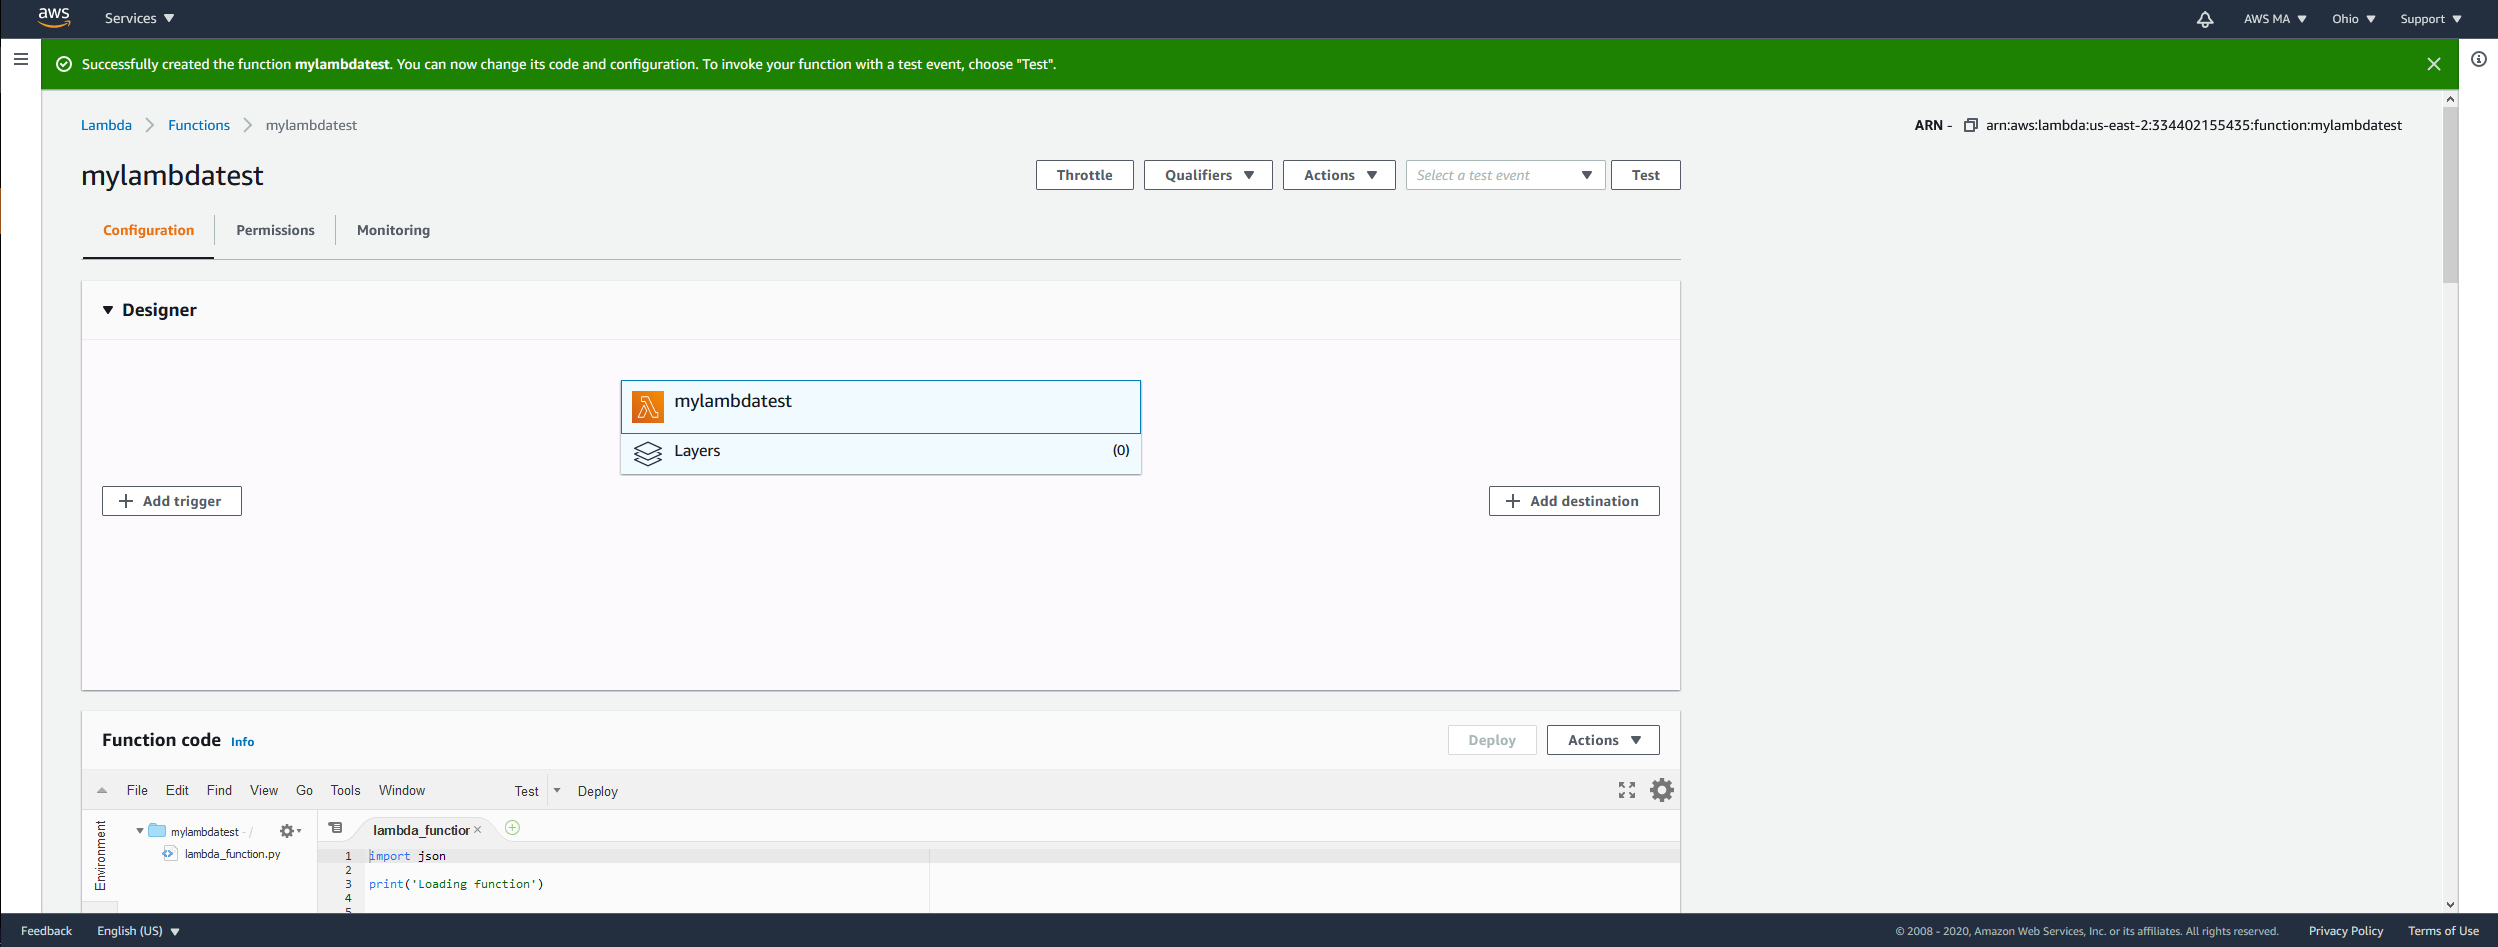 aws Services AWS MA Ohio Support
Successfully created the function mylambdatest. You can now change its code and configuration. To invoke your function with a test event, choose "Test".
Lambda Functions mylambdatest
ARN - arn:aws:lambda:us-east-2:334402155435:function:mylambdatest
mylambdatest
Throttle Qualifiers Actions Select a test event Test
Configuration Permissions Monitoring
Designer
mylambdatest
Layers (0)
Add trigger
Add destination
Function code Info
Deploy Actions
File Edit Find View Go Tools Window Test Deploy
Environment
mylambdatest - /
lambda_function.py
lambda_function
1 import json
2
3 print('Loading function')
4
5
Feedback English (US) © 2008 - 2020, Amazon Web Services, Inc. or its affiliates. All rights reserved. Privacy Policy Terms of Use